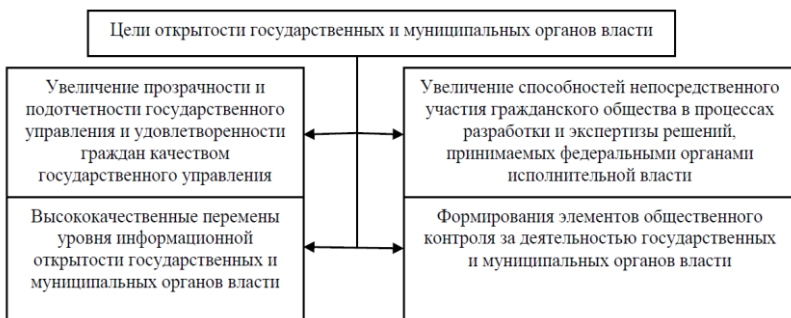 Цели открытости государственных и муниципальных органов власти
Увеличение прозрачности и
подотчетности государственного
управления и удовлетворенности
граждан качеством
государственного управления
Увеличение способностей непосредственного
участия гражданского общества в процессах
разработки и экспертизы решений,
принимаемых федеральными органами
исполнительной власти
Высококачественные перемены
уровня информационной
открытости государственных и
муниципальных органов власти
Формирования элементов общественного
контроля за деятельностью государственных
и муниципальных органов власти